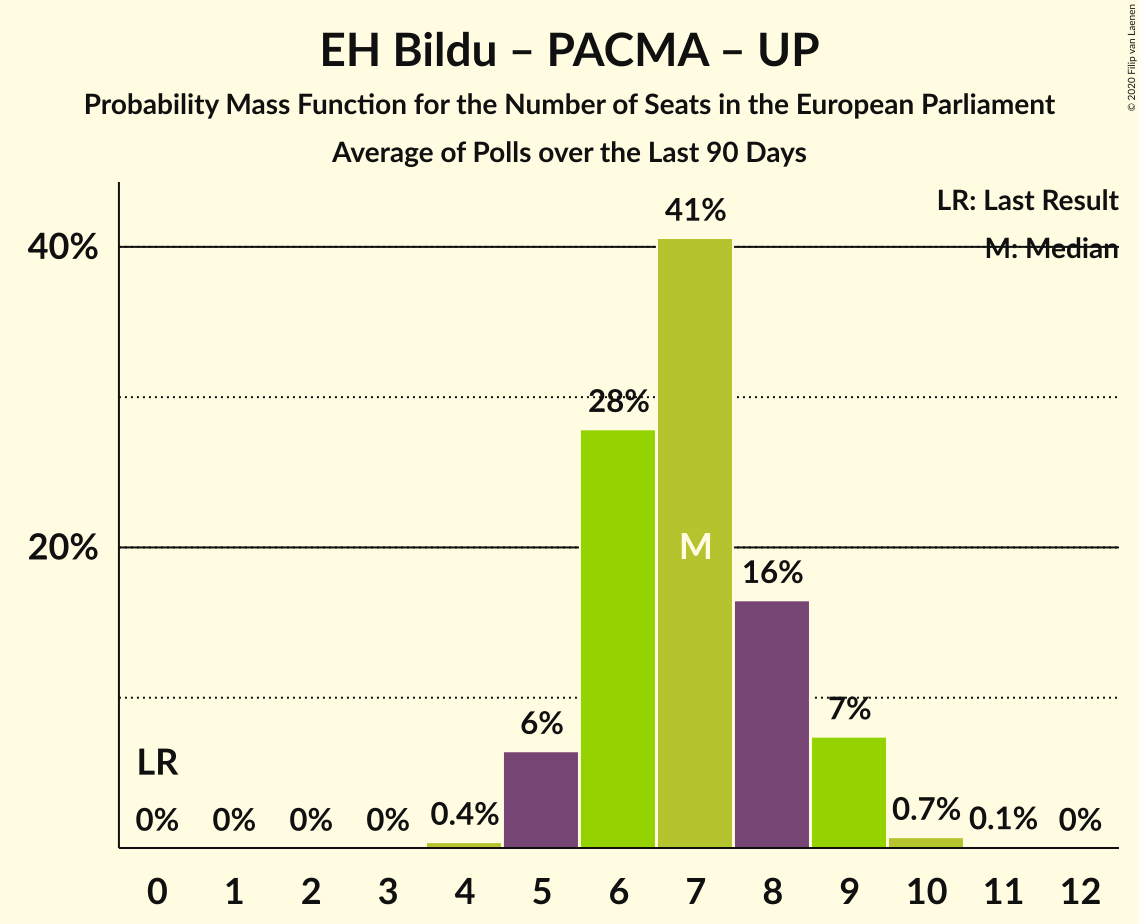 EH Bildu – PACMA – UP
Probability Mass Function for the Number of Seats in the European Parliament
Average of Polls over the Last 90 Days
© 2020 Filip van Laenen
LR: Last Result
M: Median
40%
20%
41%
28%
M
16%
6%
7%
LR
0%
0%
0%
0%
0.4%
0.7%
0.1%
0%
0 1 2 3 4 5 6 7 8 9 10 11 12